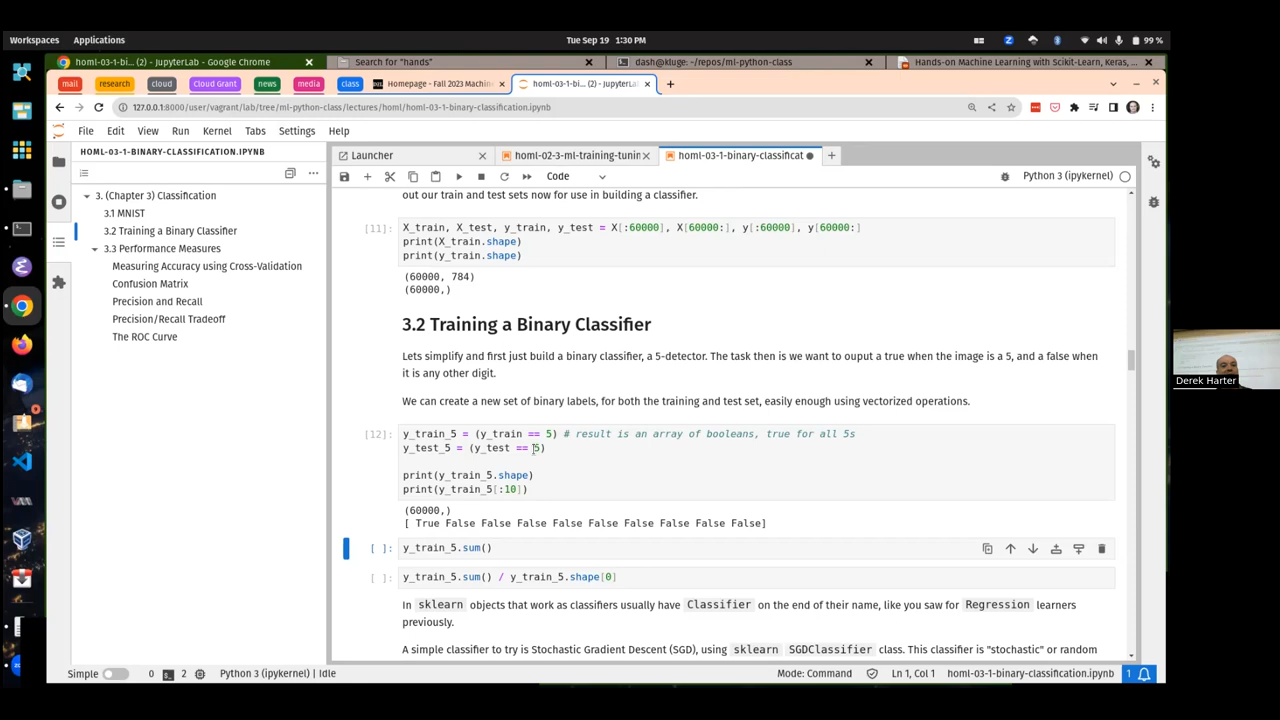 Workspaces Applications Tue Sep 19 1:30 PM 99 %
homl-03-1-bi... (2) - JupyterLab - Google Chrome Search for "hands" dash@kluge: ~/repos/ml-python-class Hands-on Machine Learning with Scikit-Learn, Keras, ...
mail research cloud Cloud Grant news media class Homepage - Fall 2023 Machin homl-03-1-bi... (2) - JupyterLa
127.0.0.1:8000/user/vagrant/lab/tree/ml-python-class/lectures/homl/homl-03-1-binary-classification.ipynb
File Edit View Run Kernel Tabs Settings Help
HOML-03-1-BINARY-CLASSIFICATION.IPYNB
Launcher homl-02-3-ml-training-tunin homl-03-1-binary-classificat
Code Python 3 (ipykernel)
3. (Chapter 3) Classification
3.1 MNIST
3.2 Training a Binary Classifier
3.3 Performance Measures
Measuring Accuracy using Cross-Validation
Confusion Matrix
Precision and Recall
Precision/Recall Tradeoff
The ROC Curve
out our train and test sets now for use in building a classifier.
[11]: X_train, X_test, y_train, y_test = X[:60000], X[60000:], y[:60000], y[60000:]
print(X_train.shape)
print(y_train.shape)
(60000, 784)
(60000,)
3.2 Training a Binary Classifier
Lets simplify and first just build a binary classifier, a 5-detector. The task then is we want to ouput a true when the image is a 5, and a false when
it is any other digit.
We can create a new set of binary labels, for both the training and test set, easily enough using vectorized operations.
[12]: y_train_5 = (y_train == 5) # result is an array of booleans, true for all 5s
y_test_5 = (y_test == 5)
print(y_train_5.shape)
print(y_train_5[:10])
(60000,)
[ True False False False False False False False False False]
[ ]: y_train_5.sum()
[ ]: y_train_5.sum() / y_train_5.shape[0]
In sklearn objects that work as classifiers usually have Classifier on the end of their name, like you saw for Regression learners
previously.
A simple classifier to try is Stochastic Gradient Descent (SGD), using sklearn SGDClassifier class. This classifier is "stochastic" or random
Simple 0 2 Python 3 (ipykernel) | Idle Mode: Command Ln 1, Col 1 homl-03-1-binary-classification.ipynb 1
Derek Harter